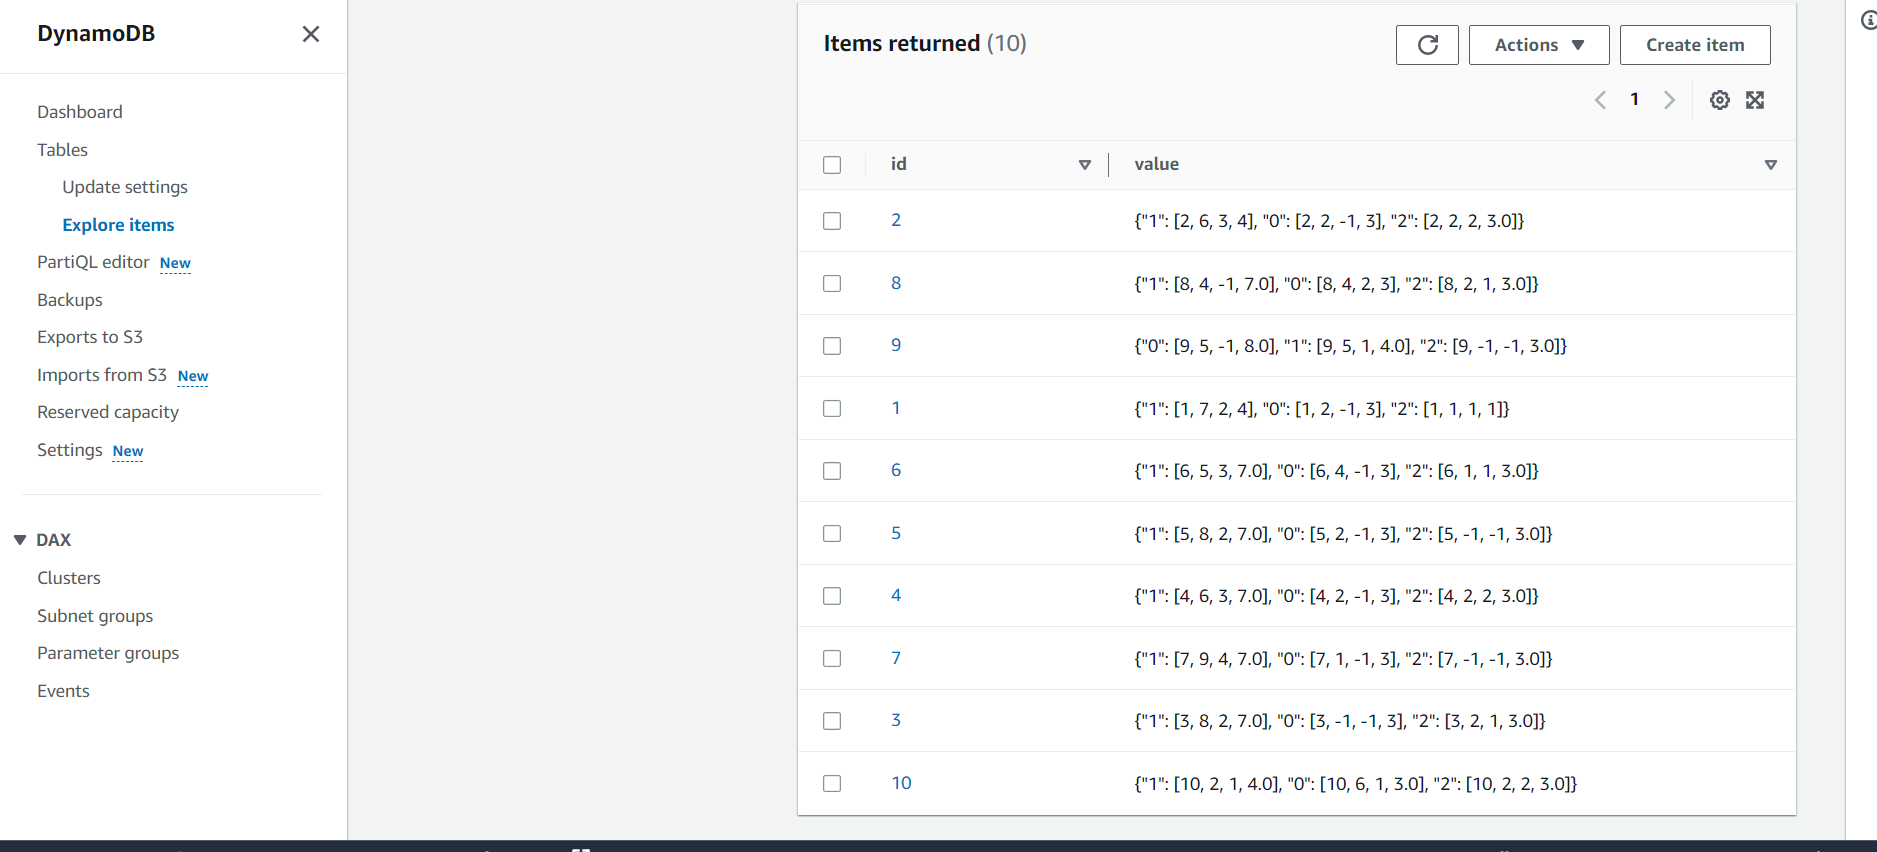 DynamoDB
Dashboard
Tables
Update settings
Explore items
PartiQL editor New
Backups
Exports to S3
Imports from S3 New
Reserved capacity
Settings New
DAX
Clusters
Subnet groups
Parameter groups
Events
Items returned (10)
Actions
Create item
1
id value
2 {"1": [2, 6, 3, 4], "0": [2, 2, -1, 3], "2": [2, 2, 2, 3.0]}
8 {"1": [8, 4, -1, 7.0], "0": [8, 4, 2, 3], "2": [8, 2, 1, 3.0]}
9 {"0": [9, 5, -1, 8.0], "1": [9, 5, 1, 4.0], "2": [9, -1, -1, 3.0]}
1 {"1": [1, 7, 2, 4], "0": [1, 2, -1, 3], "2": [1, 1, 1, 1]}
6 {"1": [6, 5, 3, 7.0], "0": [6, 4, -1, 3], "2": [6, 1, 1, 3.0]}
5 {"1": [5, 8, 2, 7.0], "0": [5, 2, -1, 3], "2": [5, -1, -1, 3.0]}
4 {"1": [4, 6, 3, 7.0], "0": [4, 2, -1, 3], "2": [4, 2, 2, 3.0]}
7 {"1": [7, 9, 4, 7.0], "0": [7, 1, -1, 3], "2": [7, -1, -1, 3.0]}
3 {"1": [3, 8, 2, 7.0], "0": [3, -1, -1, 3], "2": [3, 2, 1, 3.0]}
10 {"1": [10, 2, 1, 4.0], "0": [10, 6, 1, 3.0], "2": [10, 2, 2, 3.0]}